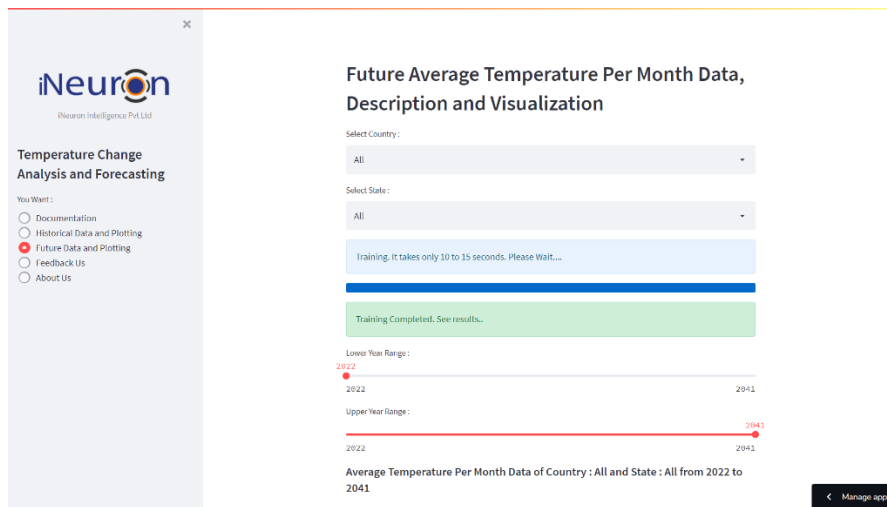 ×
iNeuron
iNeuron Intelligence Pvt Ltd
Temperature Change
Analysis and Forecasting
You Want :
Documentation
Historical Data and Plotting
Future Data and Plotting
Feedback Us
About Us
Future Average Temperature Per Month Data,
Description and Visualization
Select Country :
All
Select State :
All
Training. It takes only 10 to 15 seconds. Please Wait....
Training Completed. See results..
Lower Year Range :
2022
2022 2041
Upper Year Range :
2041
2022 2041
Average Temperature Per Month Data of Country : All and State : All from 2022 to
2041
< Manage app